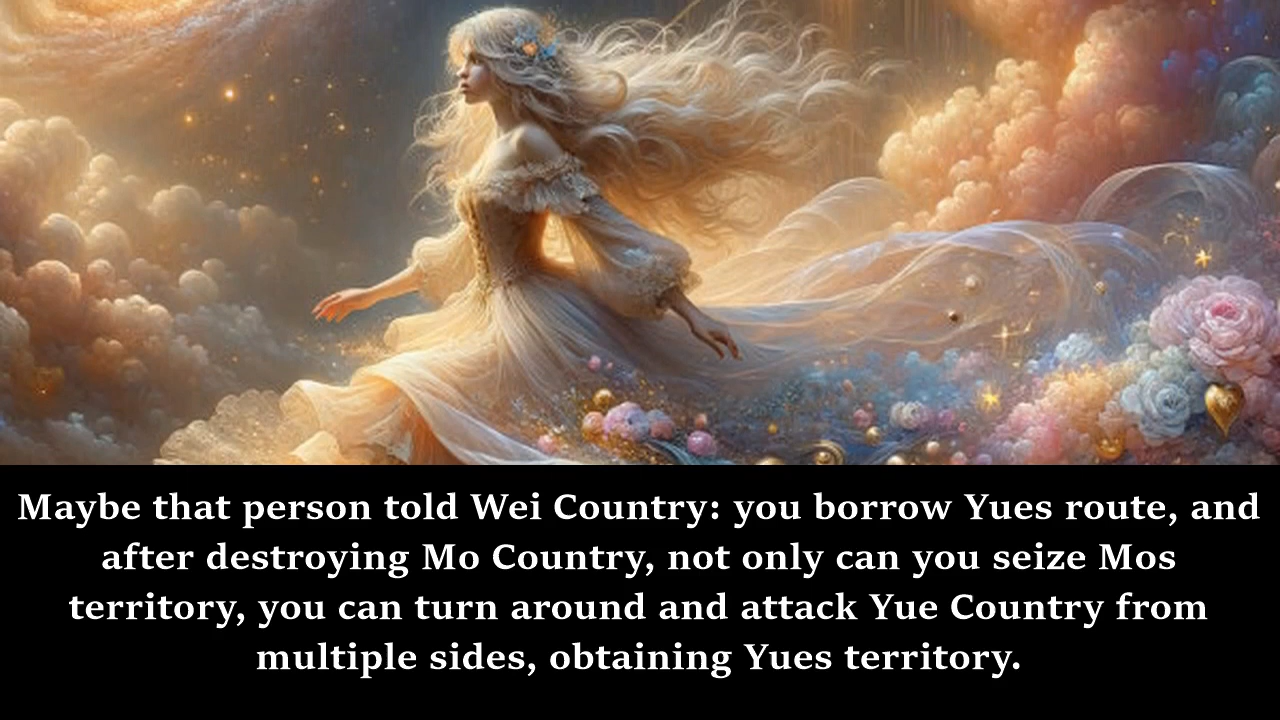 Maybe that person told Wei Country: you borrow Yues route, and
after destroying Mo Country, not only can you seize Mos
territory, you can turn around and attack Yue Country from
multiple sides, obtaining Yues territory.